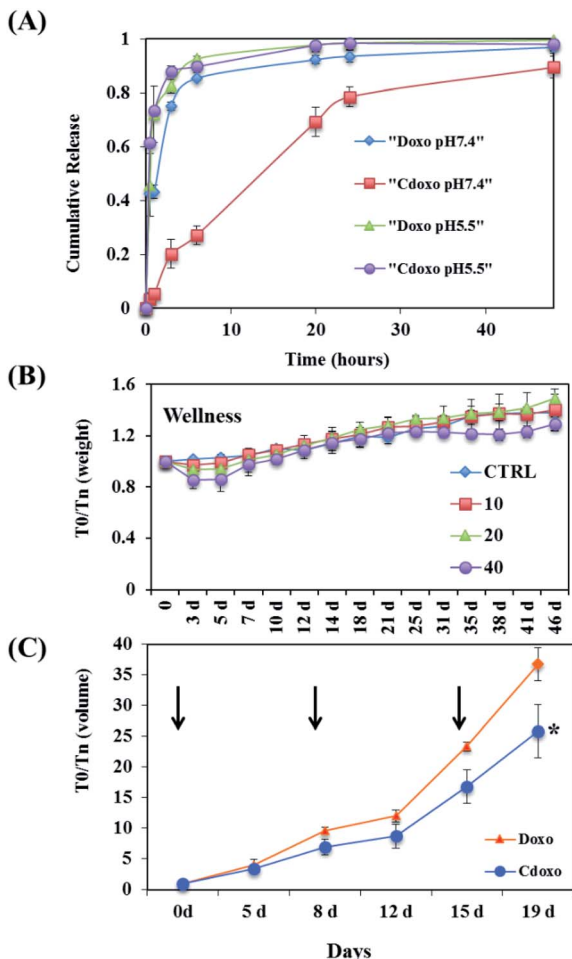 (A)
1
0.8
0.6
0.4
0.2
0
Cumulative Release
"Doxo pH7.4"
"Cdoxo pH7.4"
"Doxo pH5.5"
"Cdoxo pH5.5"
0 10 20 30 40
Time (hours)
(B)
1.6
1.2
0.8
0.4
0
T0/Tn (weight)
Wellness
CTRL
10
20
40
0 3 d 5 d 7 d 10 d 12 d 14 d 18 d 21 d 25 d 31 d 35 d 38 d 41 d 46 d
(C)
40
35
30
25
20
15
10
5
0
T0/Tn (volume)
*
Doxo
Cdoxo
0d 5 d 8 d 12 d 15 d 19 d
Days